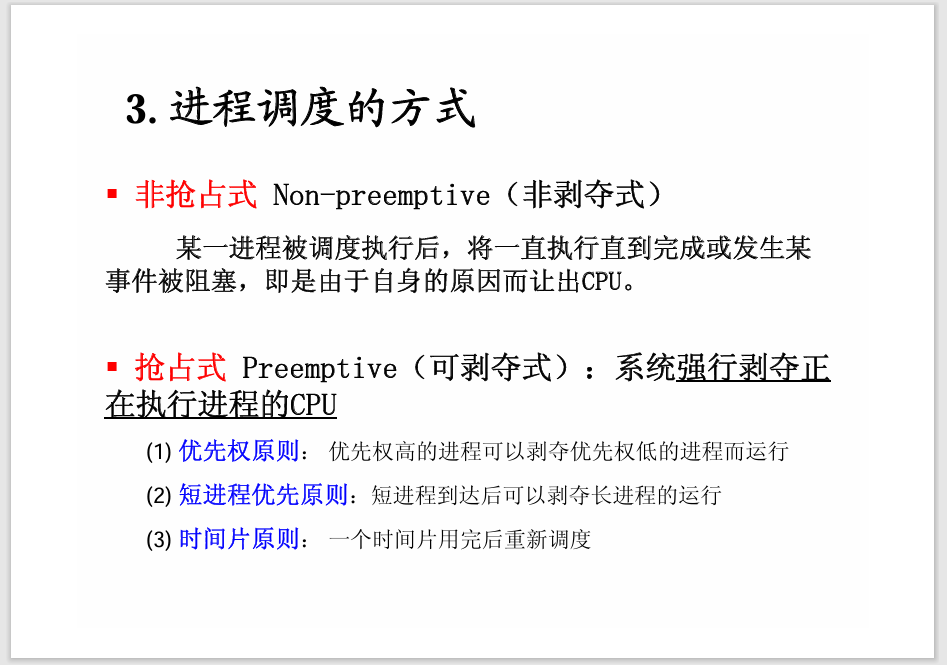 3. 进程调度的方式
▪ 非抢占式 Non-preemptive（非剥夺式）
某一进程被调度执行后，将一直执行直到完成或发生某
事件被阻塞，即是由于自身的原因而让出CPU。
▪ 抢占式 Preemptive（可剥夺式）：系统强行剥夺正
在执行进程的CPU
(1) 优先权原则： 优先权高的进程可以剥夺优先权低的进程而运行
(2) 短进程优先原则：短进程到达后可以剥夺长进程的运行
(3) 时间片原则： 一个时间片用完后重新调度